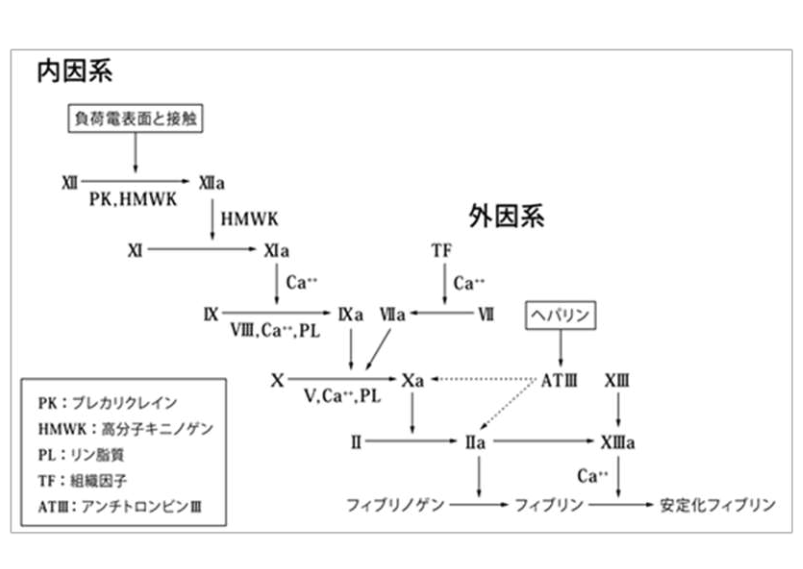 内因系
負荷電表面と接触
Ⅻ Ⅻa
PK,HMWK
HMWK
外因系
Ⅺ Ⅺa TF
Ca⁺⁺ Ca⁺⁺
Ⅸ Ⅸa Ⅶa Ⅶ ヘパリン
Ⅷ,Ca⁺⁺,PL
Ⅹ Ⅹa ATⅢ XⅢ
Ⅴ,Ca⁺⁺,PL
Ⅱ Ⅱa XⅢa
Ca⁺⁺
フィブリノゲン フィブリン 安定化フィブリン
PK：プレカリクレイン
HMWK：高分子キニノゲン
PL：リン脂質
TF：組織因子
ATⅢ：アンチトロンビンⅢ